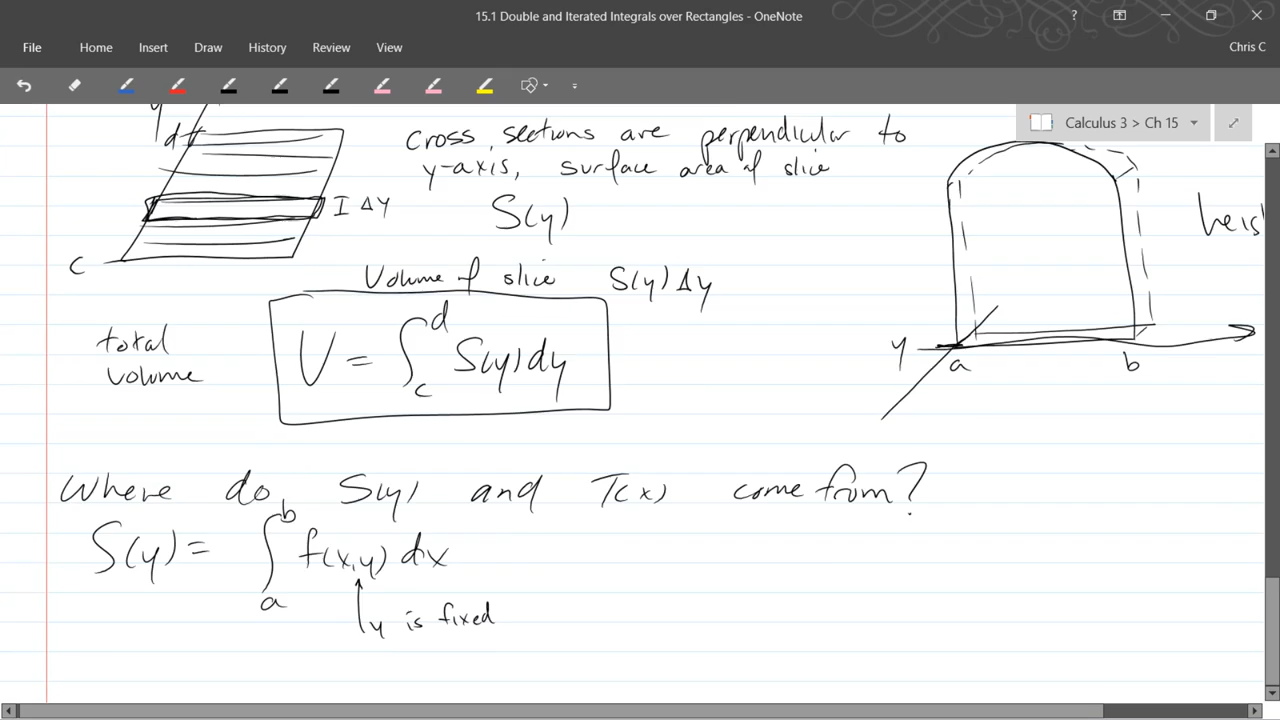 15.1 Double and Iterated Integrals over Rectangles - OneNote
?
File Home Insert Draw History Review View
Chris C
Calculus 3 > Ch 15
y
d
cross sections are perpendicular to
y-axis, surface area of slice
I Δy
S(y)
c
Volume of slice S(y) Δy
total
volume
V = ∫_c^d S(y) dy
y
a
b
Where do S(y) and T(x) come from?
S(y) = ∫_a^b f(x,y) dx
y is fixed